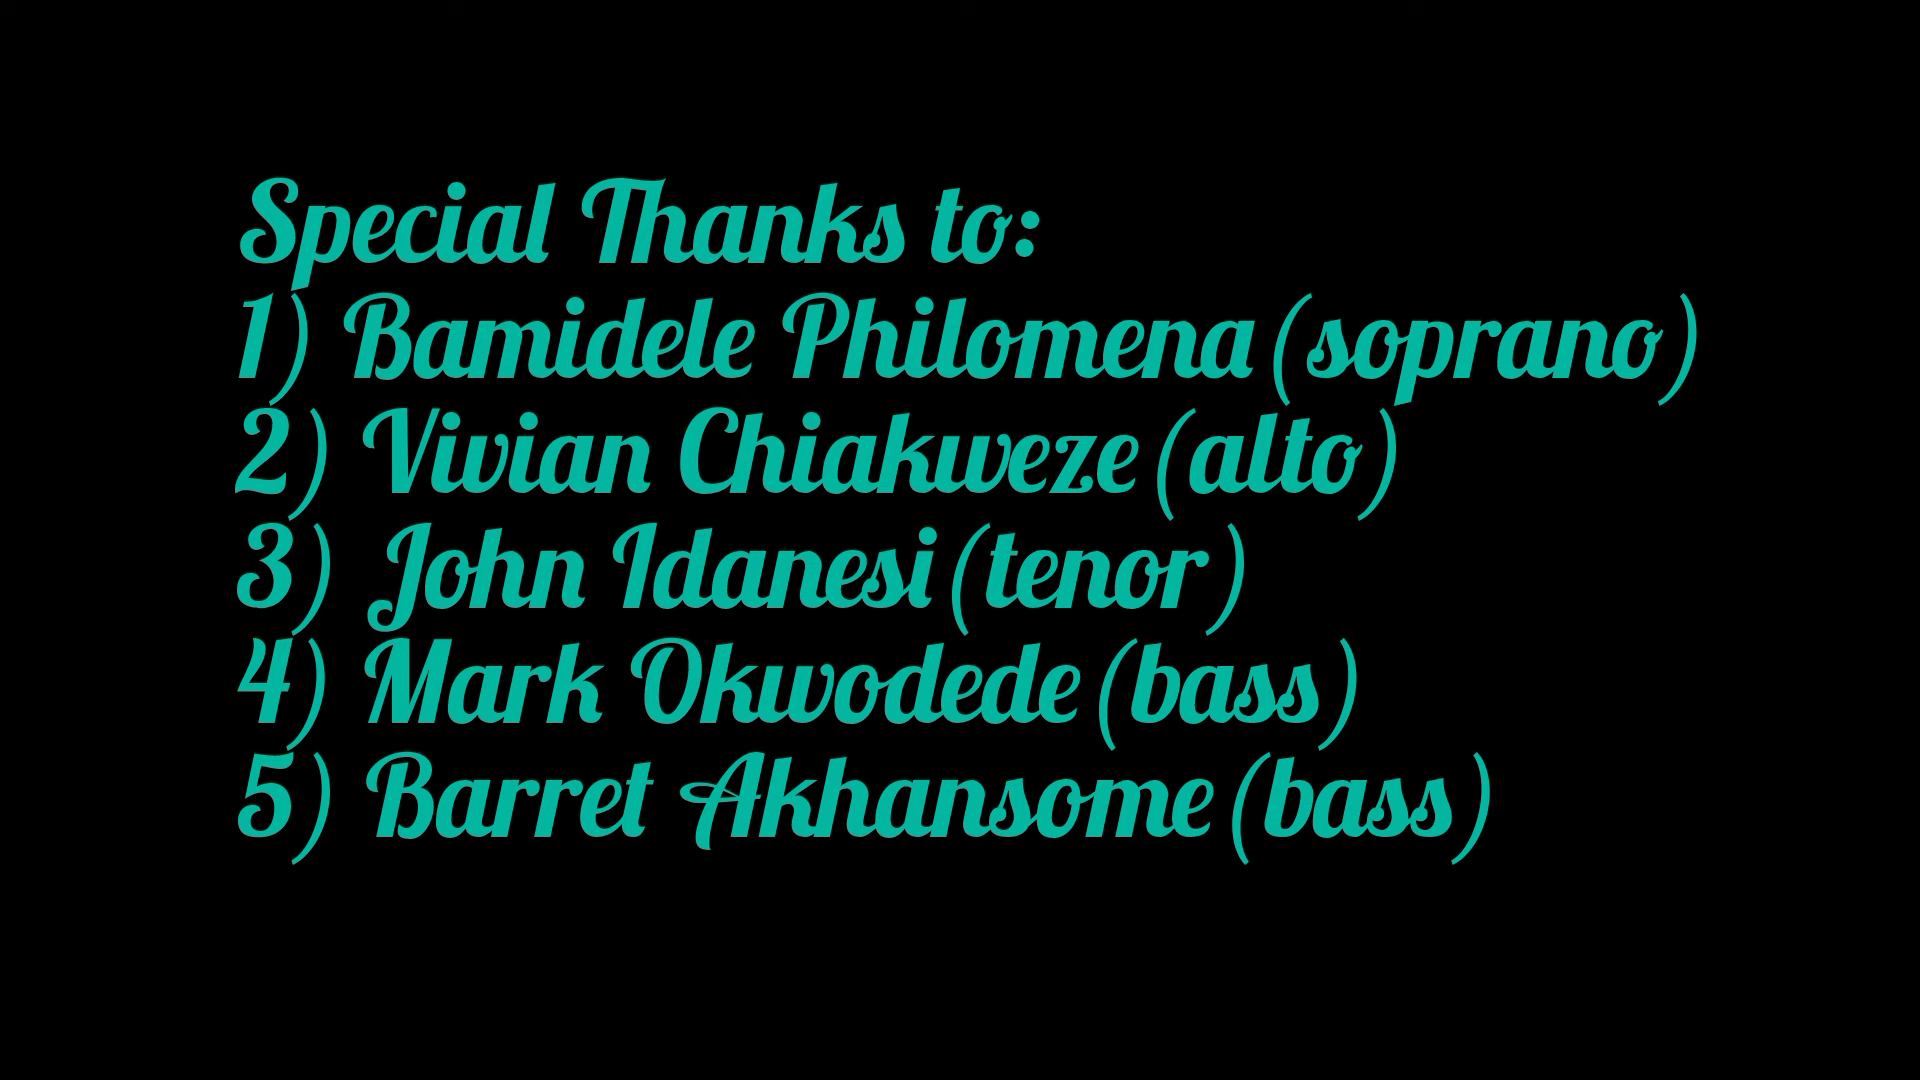 Special Thanks to:
1) Bamidele Philomena (soprano)
2) Vivian Chiakweze (alto)
3) John Idanesi (tenor)
4) Mark Okwodede (bass)
5) Barret Akhansome (bass)